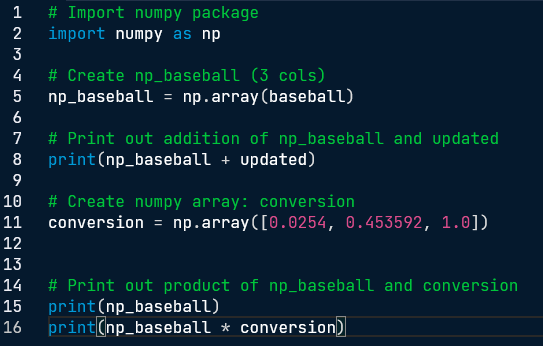 1 # Import numpy package
2 import numpy as np
3
4 # Create np_baseball (3 cols)
5 np_baseball = np.array(baseball)
6
7 # Print out addition of np_baseball and updated
8 print(np_baseball + updated)
9
10 # Create numpy array: conversion
11 conversion = np.array([0.0254, 0.453592, 1.0])
12
13
14 # Print out product of np_baseball and conversion
15 print(np_baseball)
16 print(np_baseball * conversion)